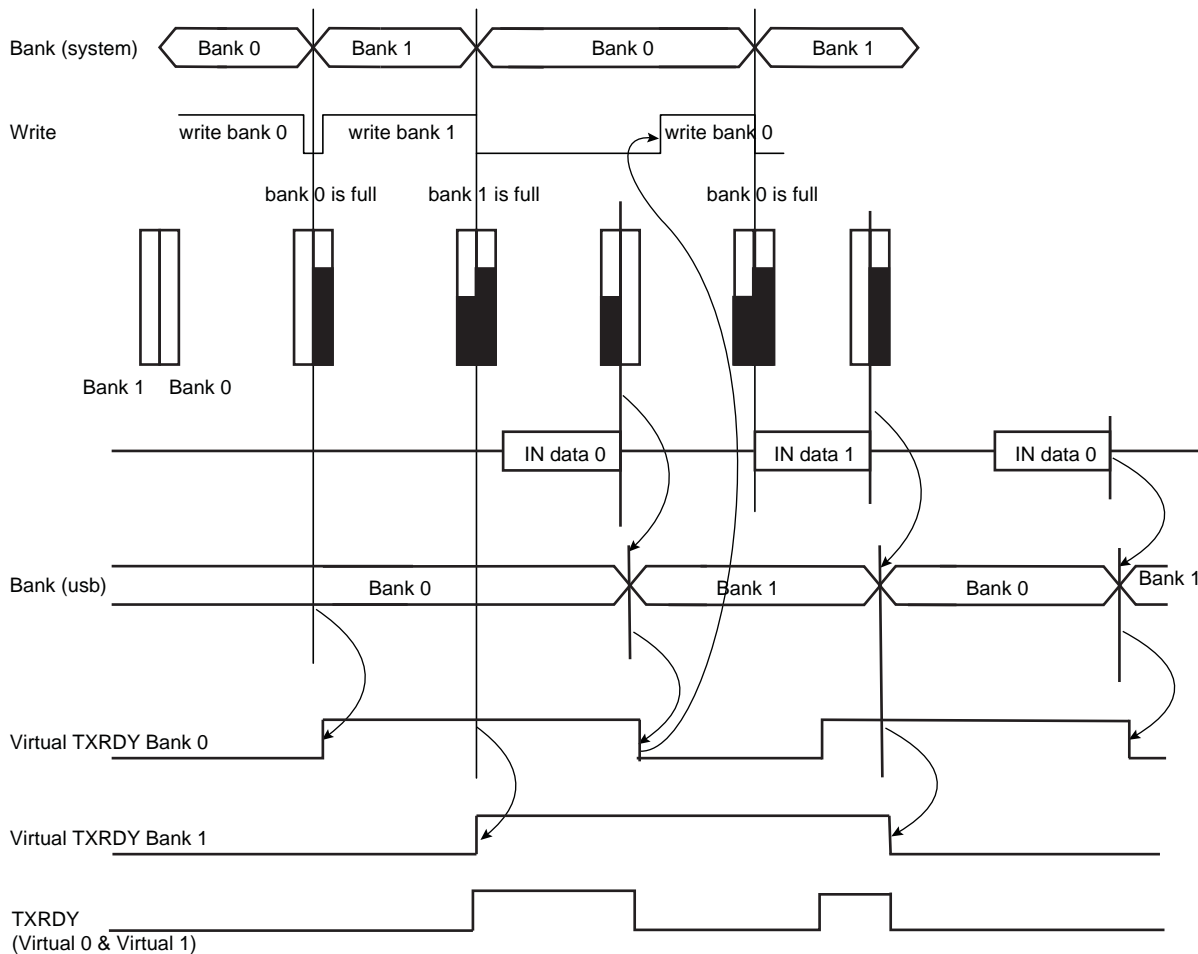 Bank (system)
Bank 0
Bank 1
Bank 0
Bank 1
Write
write bank 0
write bank 1
write bank 0
bank 0 is full
bank 1 is full
bank 0 is full
Bank 1
Bank 0
IN data 0
IN data 1
IN data 0
Bank (usb)
Bank 0
Bank 1
Bank 0
Bank 1
Virtual TXRDY Bank 0
Virtual TXRDY Bank 1
TXRDY
(Virtual 0 & Virtual 1)